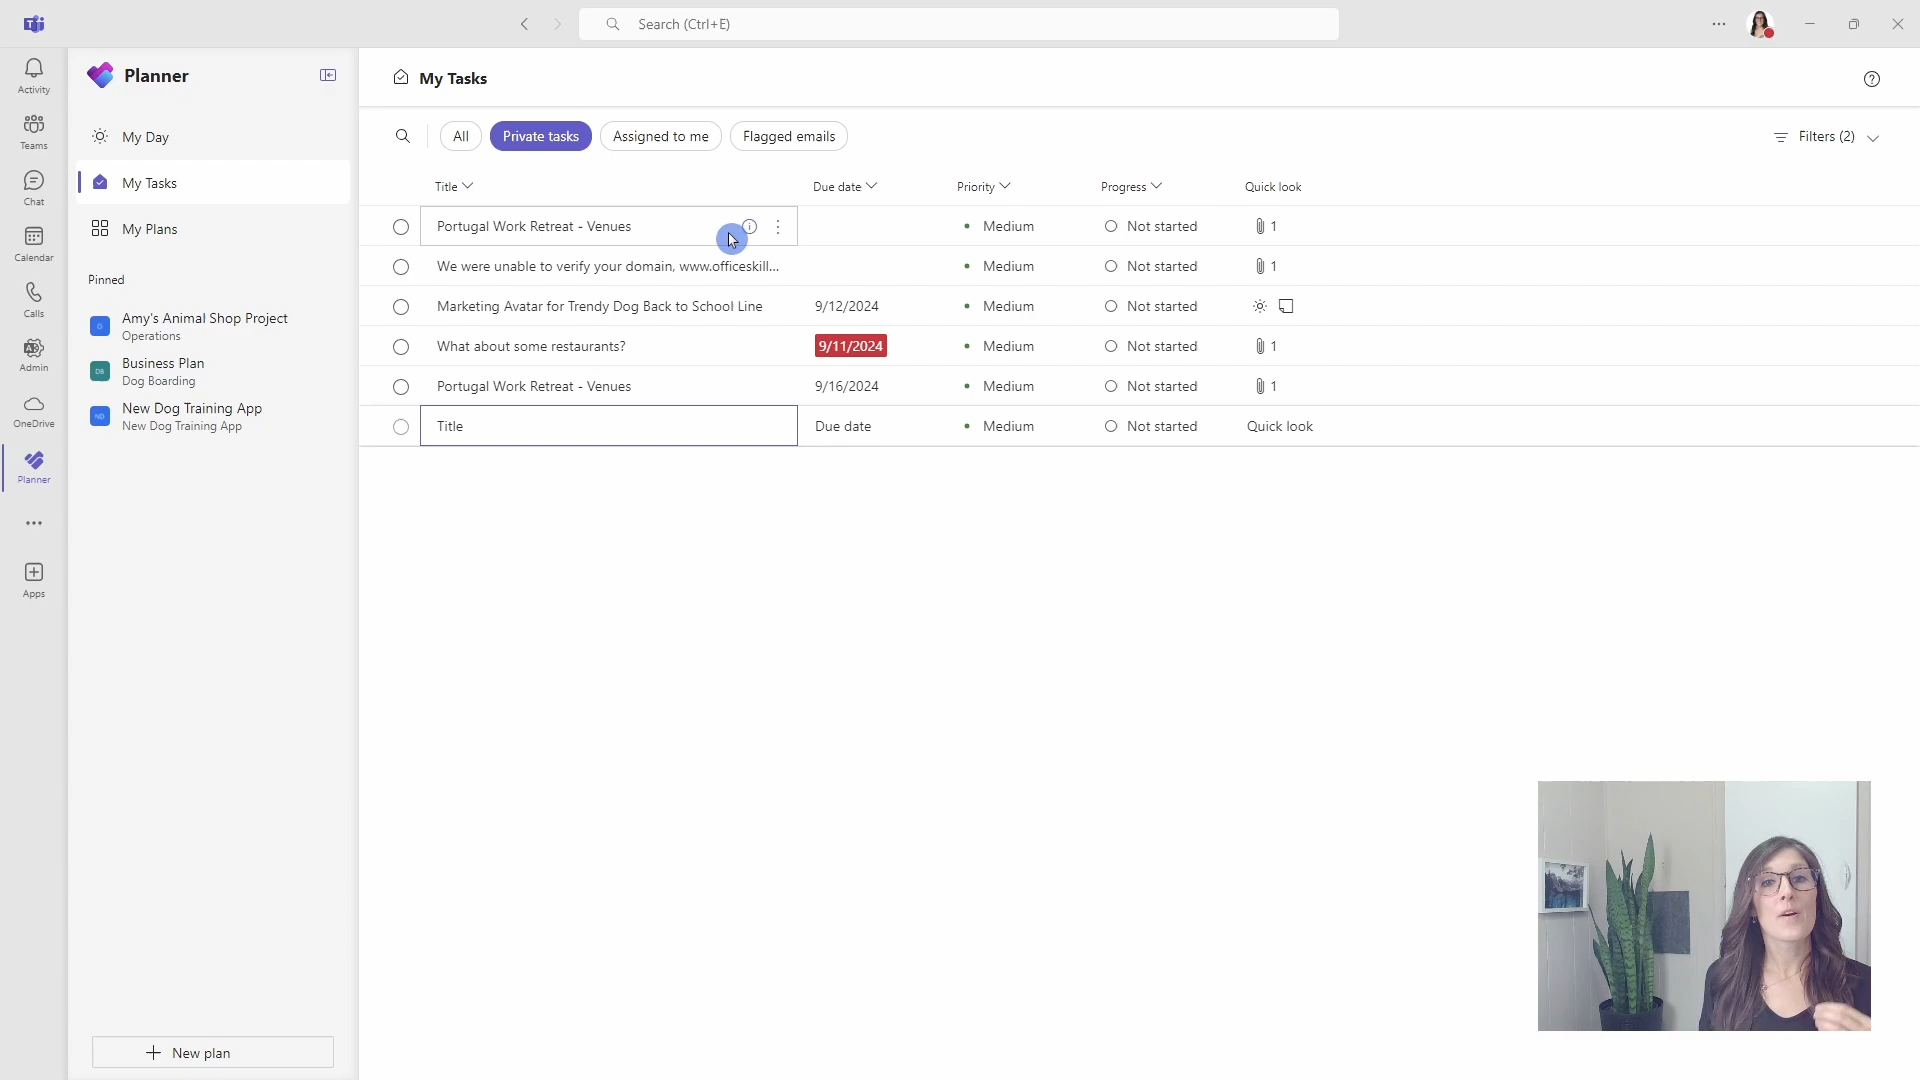 Search (Ctrl+E)
Activity
Teams
Chat
Calendar
Calls
Admin
OneDrive
Planner
Apps
Planner
My Day
My Tasks
My Plans
Pinned
Amy's Animal Shop Project
Operations
DB
Business Plan
Dog Boarding
ND
New Dog Training App
New Dog Training App
New plan
My Tasks
All Private tasks Assigned to me Flagged emails Filters (2)
Title Due date Priority Progress Quick look
Portugal Work Retreat - Venues Medium Not started 1
We were unable to verify your domain, www.officeskill... Medium Not started 1
Marketing Avatar for Trendy Dog Back to School Line 9/12/2024 Medium Not started
What about some restaurants? 9/11/2024 Medium Not started 1
Portugal Work Retreat - Venues 9/16/2024 Medium Not started 1
Title Due date Medium Not started Quick look